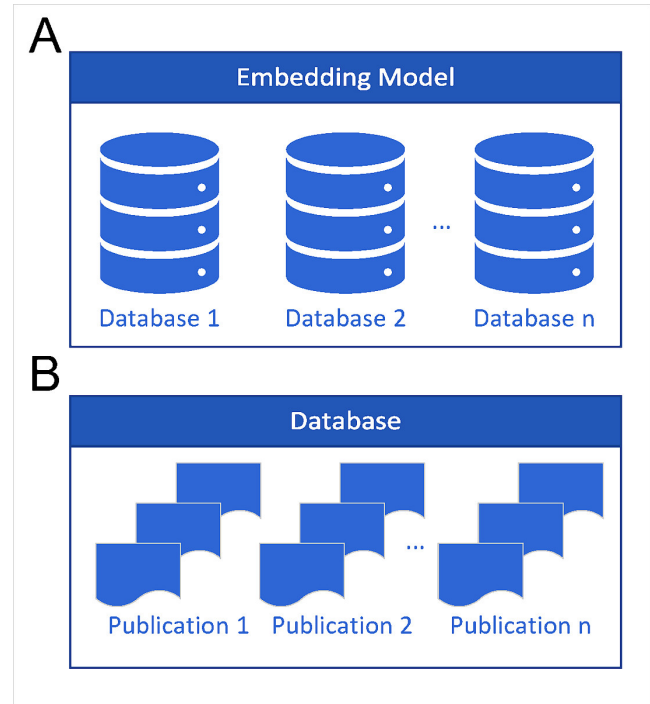 A
Embedding Model
...
Database 1 Database 2 Database n
B
Database
...
Publication 1 Publication 2 Publication n